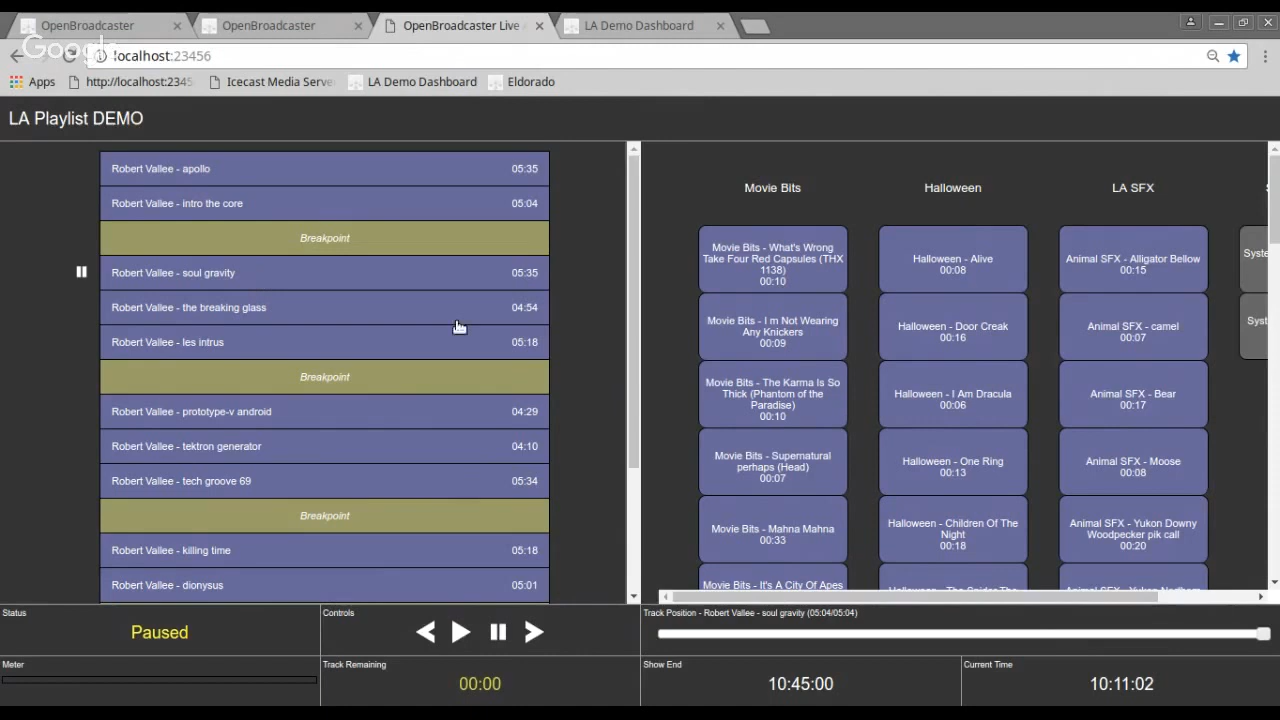 OpenBroadcaster
OpenBroadcaster
OpenBroadcaster Live
LA Demo Dashboard
Google
localhost:23456
Apps
http://localhost:2345
Icecast Media Serve
LA Demo Dashboard
Eldorado
LA Playlist DEMO
Robert Vallee - apollo 05:35
Robert Vallee - intro the core 05:04
Breakpoint
Robert Vallee - soul gravity 05:35
Robert Vallee - the breaking glass 04:54
Robert Vallee - les intrus 05:18
Breakpoint
Robert Vallee - prototype-v android 04:29
Robert Vallee - tektron generator 04:10
Robert Vallee - tech groove 69 05:34
Breakpoint
Robert Vallee - killing time 05:18
Robert Vallee - dionysus 05:01
Movie Bits
Movie Bits - What's Wrong
Take Four Red Capsules (THX
1138)
00:10
Movie Bits - I m Not Wearing
Any Knickers
00:09
Movie Bits - The Karma Is So
Thick (Phantom of the
Paradise)
00:10
Movie Bits - Supernatural
perhaps (Head)
00:07
Movie Bits - Mahna Mahna
00:33
Movie Bits - It's A City Of Apes
Halloween
Halloween - Alive
00:08
Halloween - Door Creak
00:16
Halloween - I Am Dracula
00:06
Halloween - One Ring
00:13
Halloween - Children Of The
Night
00:18
Halloween - The Spider The
LA SFX
Animal SFX - Alligator Bellow
00:15
Animal SFX - camel
00:07
Animal SFX - Bear
00:17
Animal SFX - Moose
00:08
Animal SFX - Yukon Downy
Woodpecker pik call
00:20
Animal SFX - Yukon Northern
S
Syste
Syst
Status
Paused
Controls
Track Position - Robert Vallee - soul gravity (05:04/05:04)
Meter
Track Remaining
00:00
Show End
10:45:00
Current Time
10:11:02